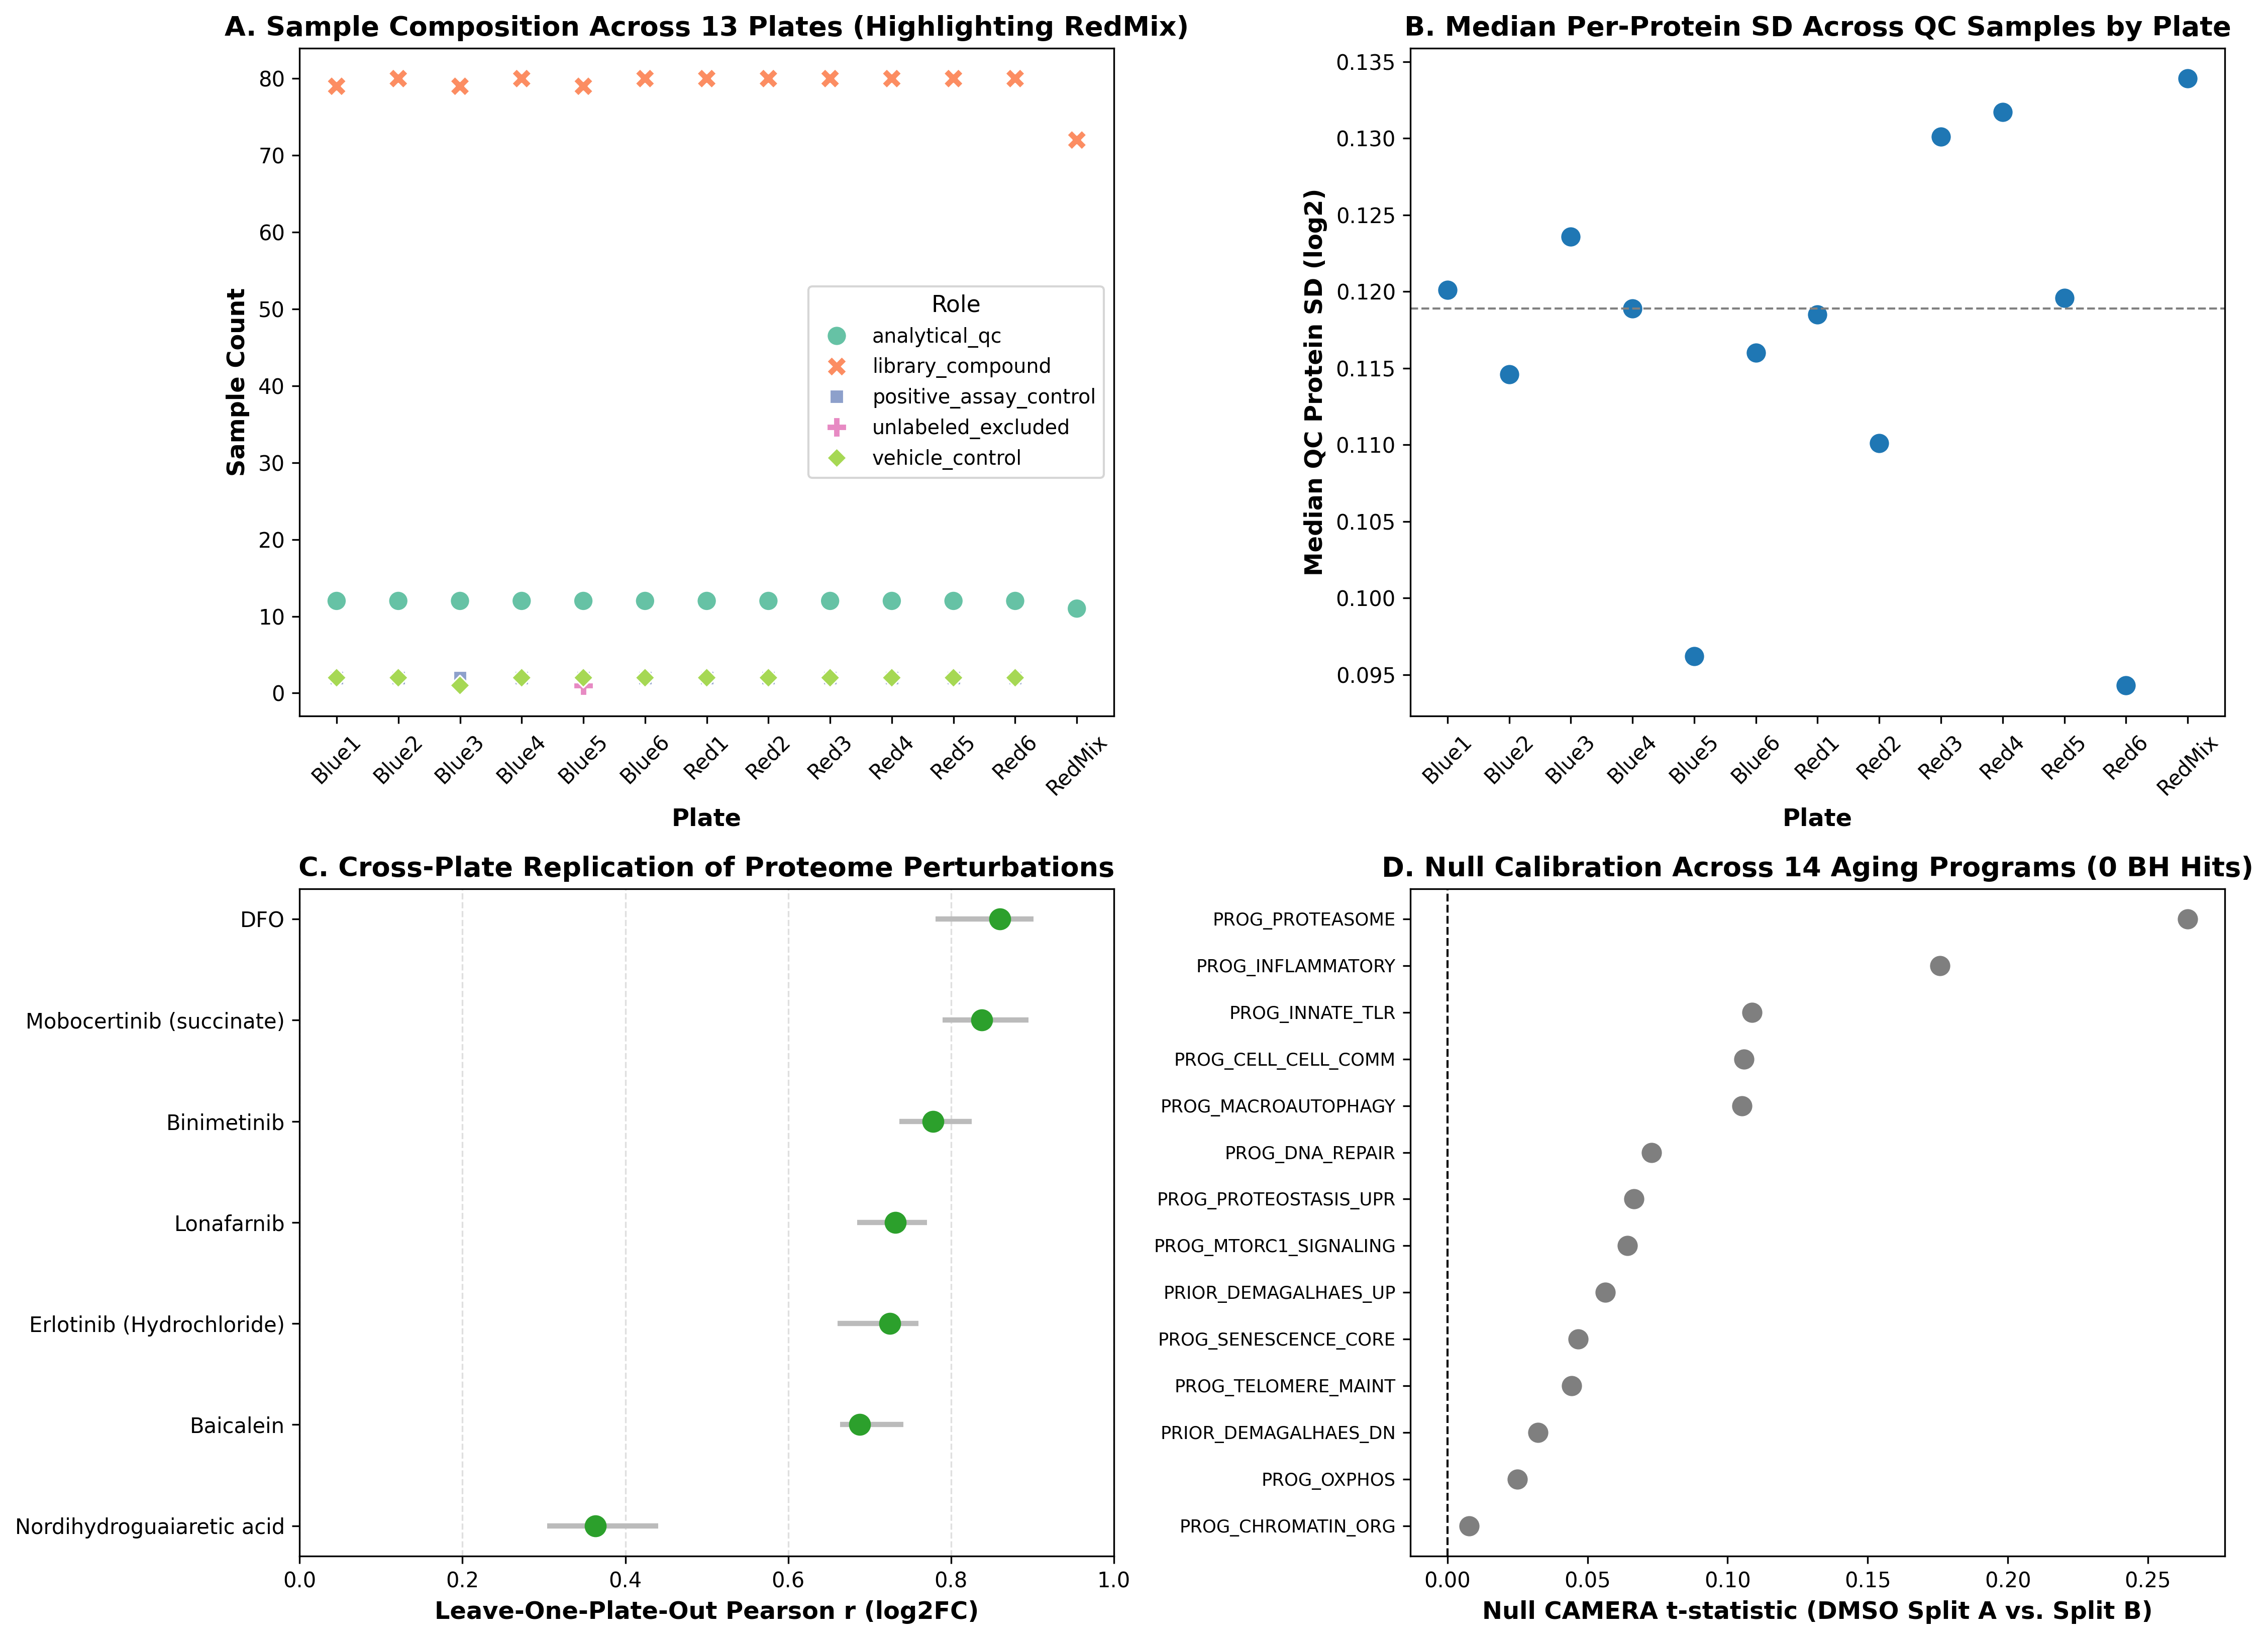 A. Sample Composition Across 13 Plates (Highlighting RedMix)
80
70
60
50
40
30
20
10
0
Sample Count
Role
analytical_qc
library_compound
positive_assay_control
unlabeled_excluded
vehicle_control
Blue1
Blue2
Blue3
Blue4
Blue5
Blue6
Red1
Red2
Red3
Red4
Red5
Red6
RedMix
Plate
B. Median Per-Protein SD Across QC Samples by Plate
0.135
0.130
0.125
0.120
0.115
0.110
0.105
0.100
0.095
Median QC Protein SD (log2)
Blue1
Blue2
Blue3
Blue4
Blue5
Blue6
Red1
Red2
Red3
Red4
Red5
Red6
RedMix
Plate
C. Cross-Plate Replication of Proteome Perturbations
DFO
Mobocertinib (succinate)
Binimetinib
Lonafarnib
Erlotinib (Hydrochloride)
Baicalein
Nordihydroguaiaretic acid
0.0
0.2
0.4
0.6
0.8
1.0
Leave-One-Plate-Out Pearson r (log2FC)
D. Null Calibration Across 14 Aging Programs (0 BH Hits)
PROG_PROTEASOME
PROG_INFLAMMATORY
PROG_INNATE_TLR
PROG_CELL_CELL_COMM
PROG_MACROAUTOPHAGY
PROG_DNA_REPAIR
PROG_PROTEOSTASIS_UPR
PROG_MTORC1_SIGNALING
PRIOR_DEMAGALHAES_UP
PROG_SENESCENCE_CORE
PROG_TELOMERE_MAINT
PRIOR_DEMAGALHAES_DN
PROG_OXPHOS
PROG_CHROMATIN_ORG
0.00
0.05
0.10
0.15
0.20
0.25
Null CAMERA t-statistic (DMSO Split A vs. Split B)